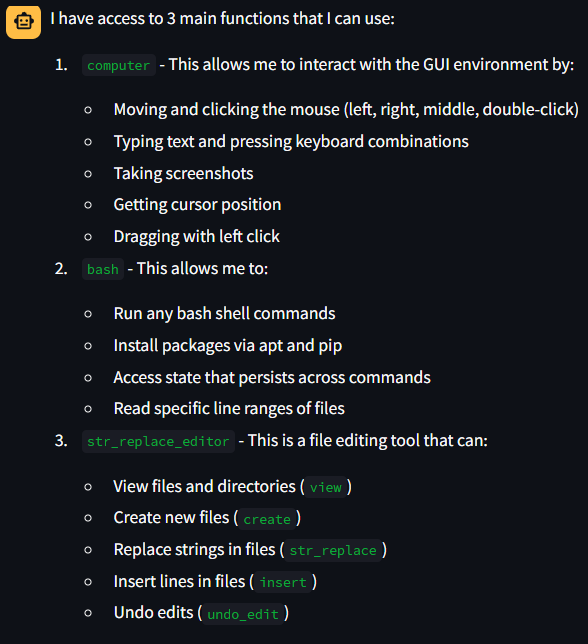 I have access to 3 main functions that I can use:
1. computer - This allows me to interact with the GUI environment by:
○ Moving and clicking the mouse (left, right, middle, double-click)
○ Typing text and pressing keyboard combinations
○ Taking screenshots
○ Getting cursor position
○ Dragging with left click
2. bash - This allows me to:
○ Run any bash shell commands
○ Install packages via apt and pip
○ Access state that persists across commands
○ Read specific line ranges of files
3. str_replace_editor - This is a file editing tool that can:
○ View files and directories ( view )
○ Create new files ( create )
○ Replace strings in files ( str_replace )
○ Insert lines in files ( insert )
○ Undo edits ( undo_edit )